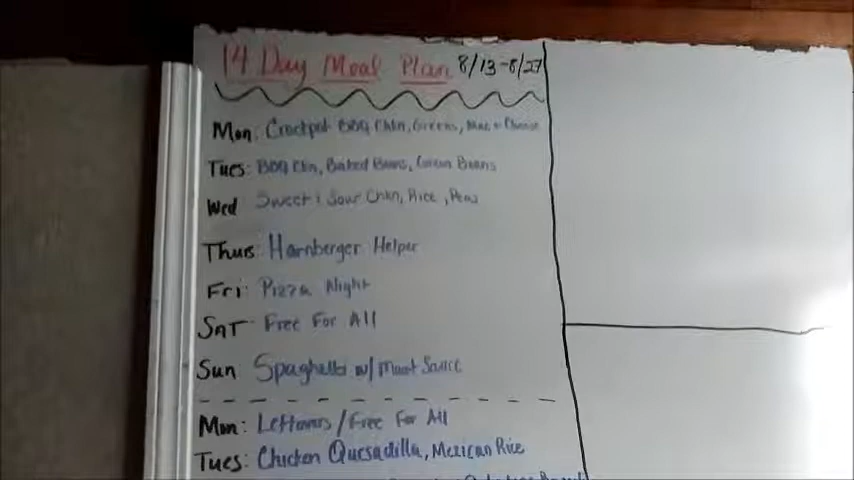 14 Day Meal Plan 8/13-8/27
Mon: Crockpot BBQ Chkn, Greens, Mac n Cheese
Tues: BBQ Ckn, Baked Beans, Green Beans
Wed Sweet & Sour Chkn, Rice, Peas
Thurs: Hamberger Helper
Fri: Pizza Night
SAT Free For All
Sun Spaghetti w/ Meat Sauce
Mon: Leftovers/Free For All
Tues: Chicken Quesadilla, Mexican Rice